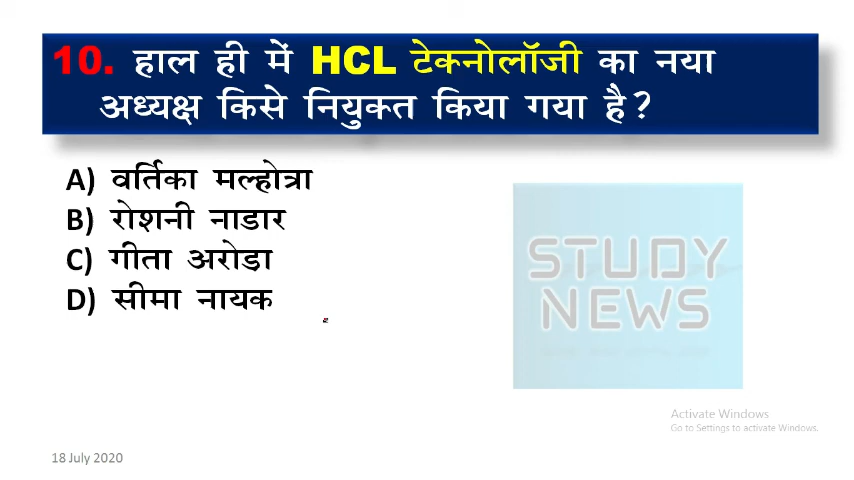 10. हाल ही में HCL टेक्नोलॉजी का नया
अध्यक्ष किसे नियुक्त किया गया है?
A) वर्तिका मल्होत्रा
B) रोशनी नाडार
C) गीता अरोड़ा
D) सीमा नायक
STUDY
NEWS
Activate Windows
Go to Settings to activate Windows.
18 July 2020